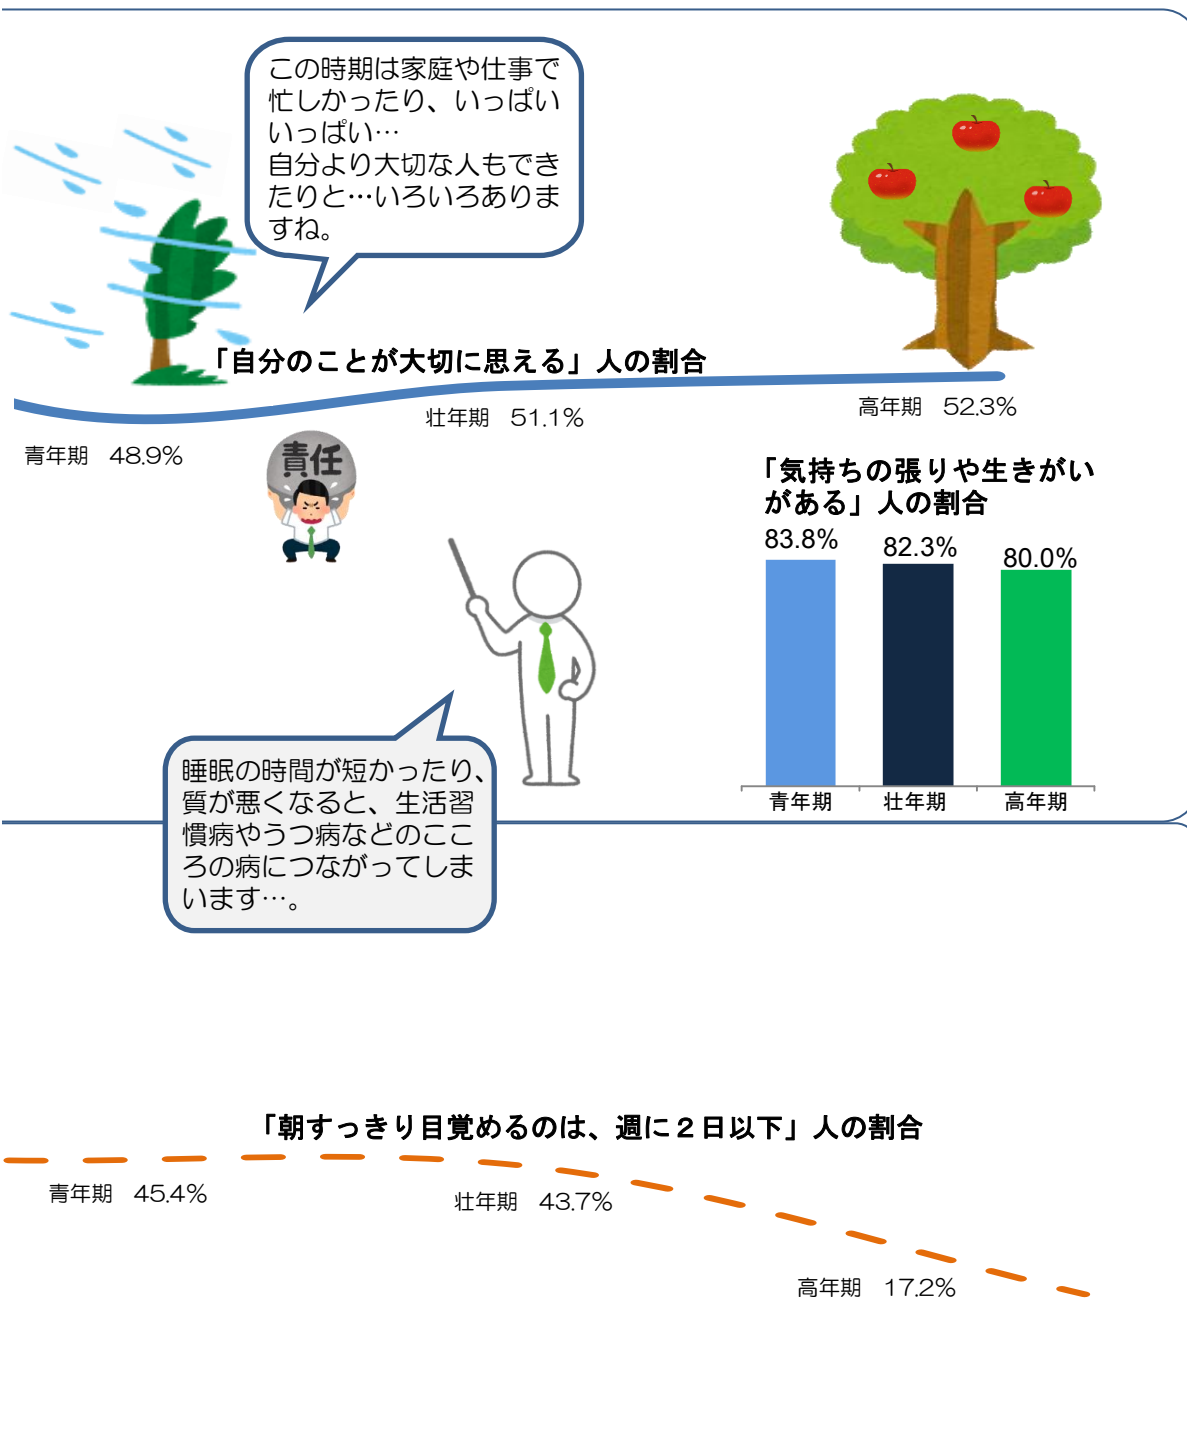 この時期は家庭や仕事で
忙しかったり、いっぱい
いっぱい…
自分より大切な人もでき
たりと…いろいろありま
すね。
「自分のことが大切に思える」人の割合
青年期　48.9%
壮年期　51.1%
高年期　52.3%
責任
「気持ちの張りや生きがい
がある」人の割合
83.8%
82.3%
80.0%
青年期
壮年期
高年期
睡眠の時間が短かったり、
質が悪くなると、生活習
慣病やうつ病などのここ
ろの病につながってしま
います…。
「朝すっきり目覚めるのは、週に２日以下」人の割合
青年期　45.4%
壮年期　43.7%
高年期　17.2%